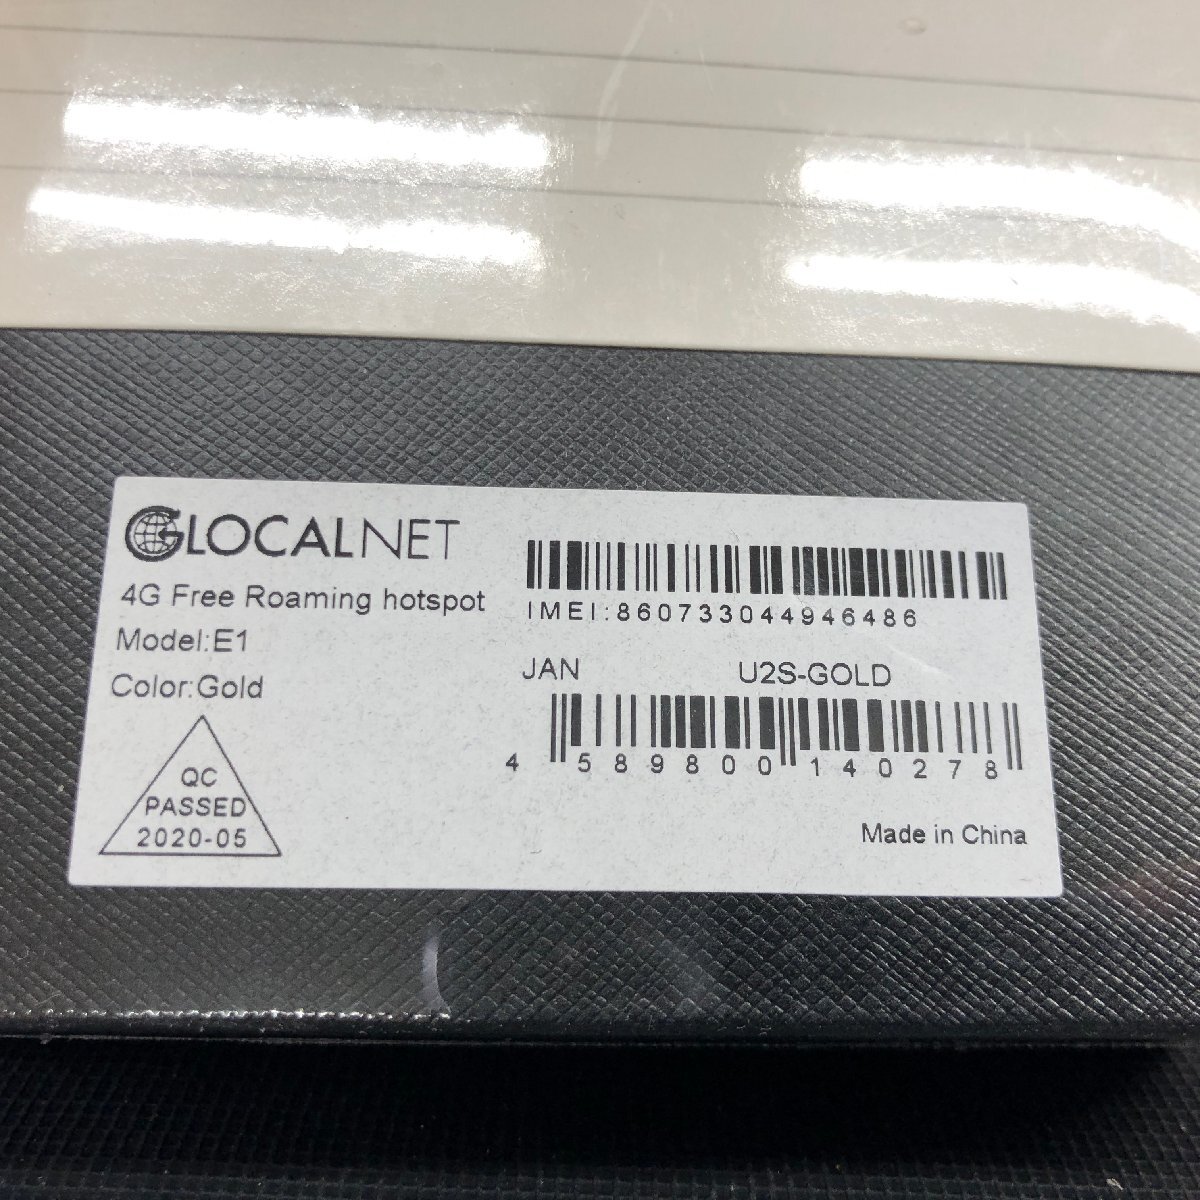 GLOCALNET
4G Free Roaming hotspot
Model:E1
Color:Gold
QC
PASSED
2020-05
IMEI:860733044946486
JAN U2S-GOLD
4 589800 140278
Made in China